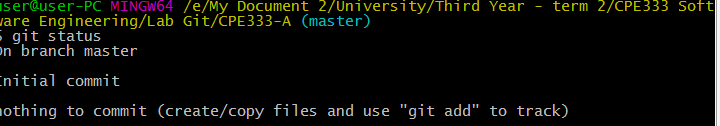 user@user-PC MINGW64 /e/My Document 2/University/Third Year - term 2/CPE333 Soft
ware Engineering/Lab Git/CPE333-A (master)
$ git status
On branch master

Initial commit

nothing to commit (create/copy files and use "git add" to track)